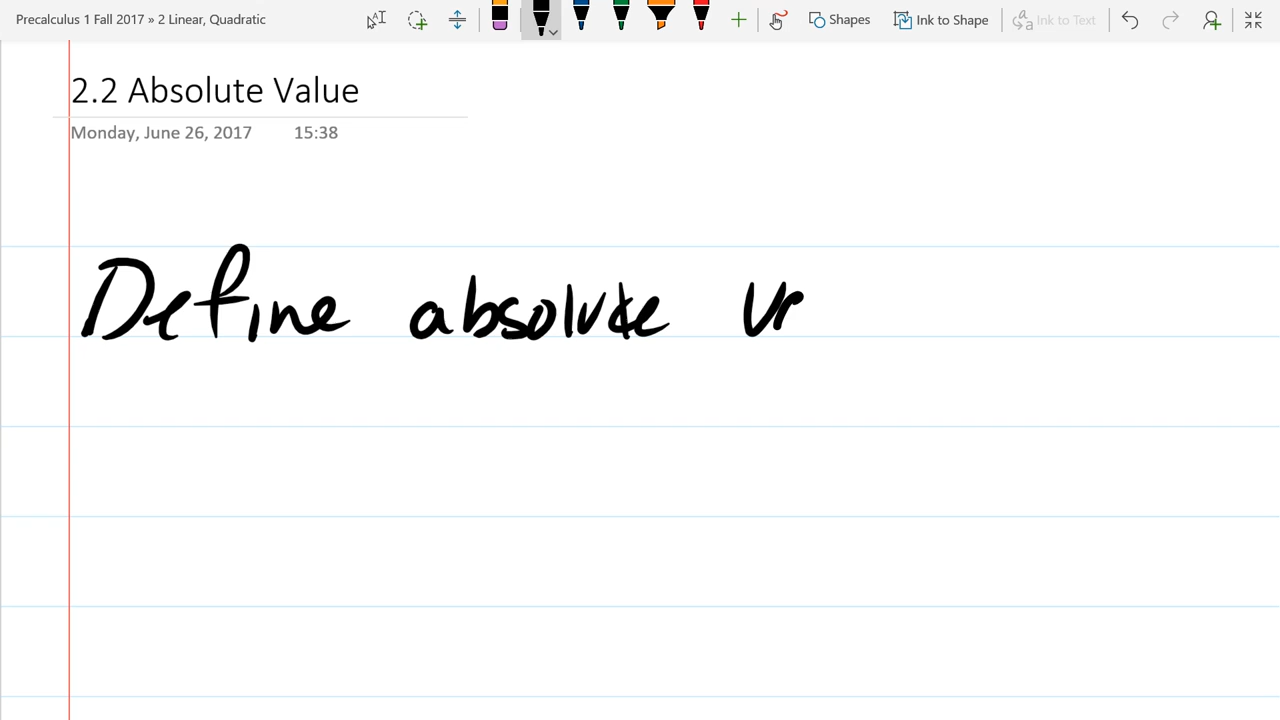 Precalculus 1 Fall 2017 » 2 Linear, Quadratic
Shapes
Ink to Shape
Ink to Text
2.2 Absolute Value
Monday, June 26, 2017 15:38
Define absolute